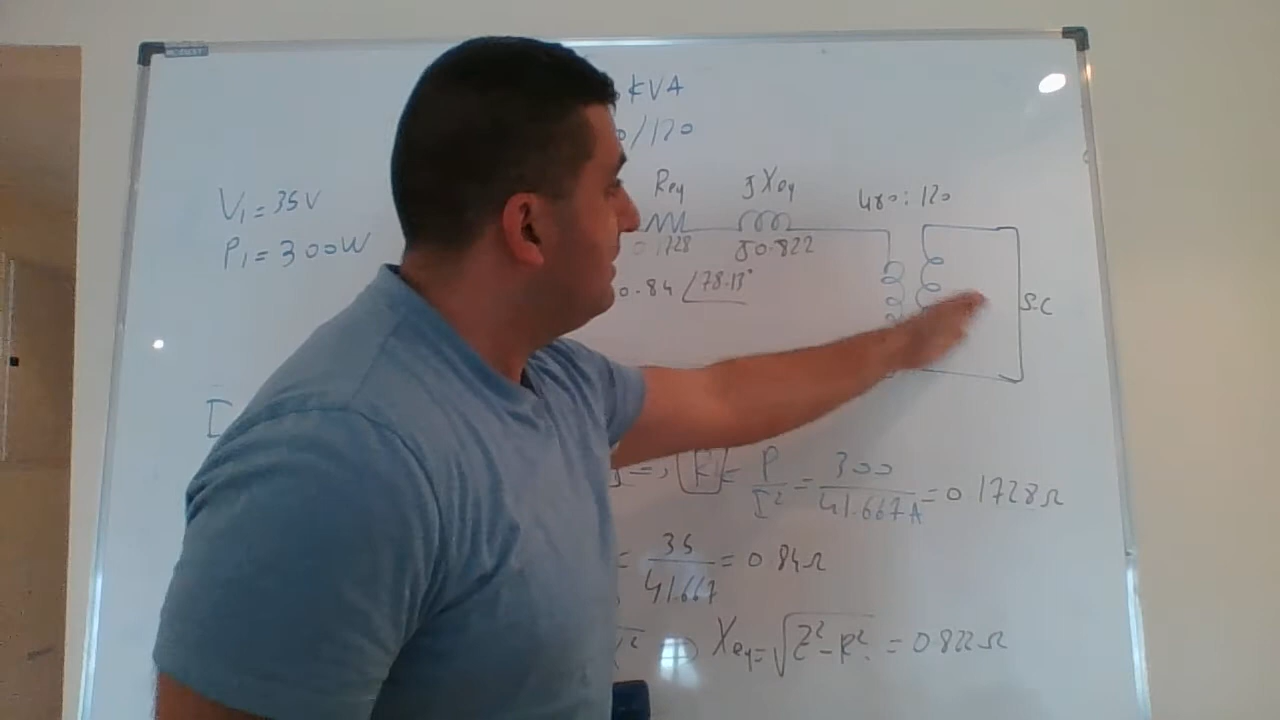 KVA
/120
V1 = 35V
P1 = 300W
Req
jXeq
480:120
0.1728
J0.822
0.84 ∠78.13°
S.C
I
R = P/I² = 300/41.667A = 0.1728Ω
= 35/41.667 = 0.84Ω
Xeq = √Z² - R² = 0.822Ω